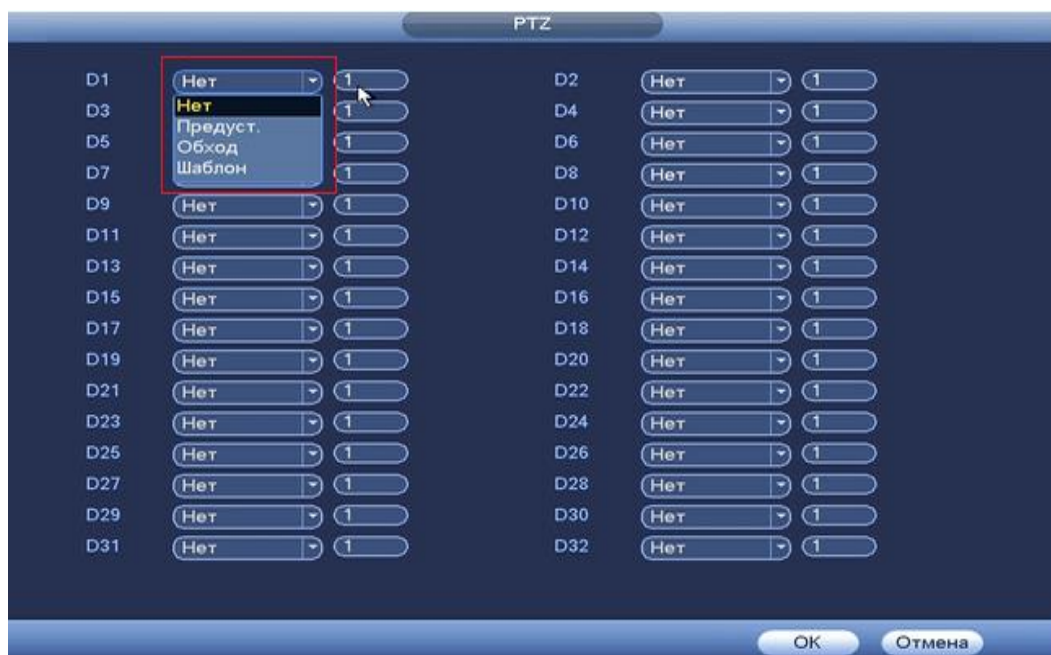 PTZ
D1 Нет 1 D2 Нет 1
D3 Нет 1 D4 Нет 1
Предуст.
D5 Обход 1 D6 Нет 1
D7 Шаблон 1 D8 Нет 1
D9 Нет 1 D10 Нет 1
D11 Нет 1 D12 Нет 1
D13 Нет 1 D14 Нет 1
D15 Нет 1 D16 Нет 1
D17 Нет 1 D18 Нет 1
D19 Нет 1 D20 Нет 1
D21 Нет 1 D22 Нет 1
D23 Нет 1 D24 Нет 1
D25 Нет 1 D26 Нет 1
D27 Нет 1 D28 Нет 1
D29 Нет 1 D30 Нет 1
D31 Нет 1 D32 Нет 1
OK Отмена